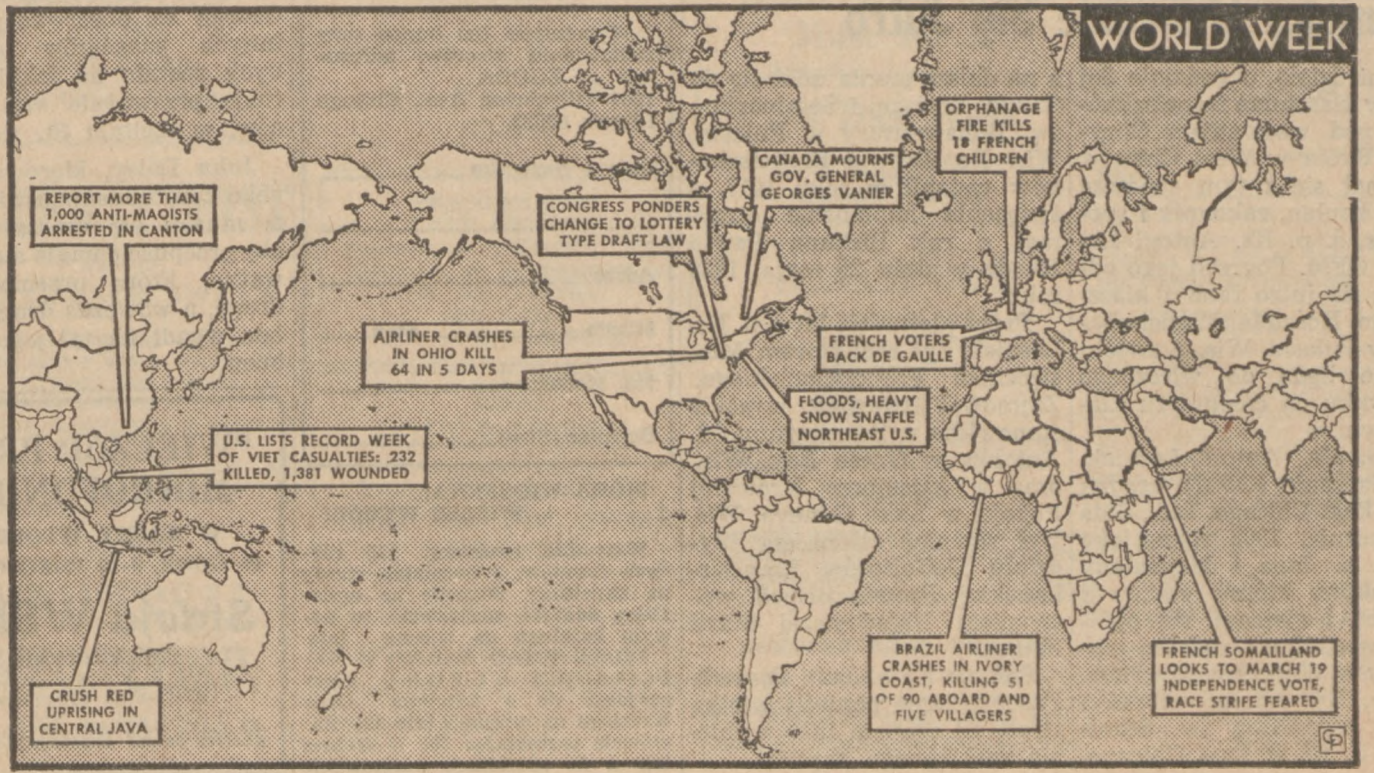 WORLD WEEK
ORPHANAGE
FIRE KILLS
18 FRENCH
CHILDREN
CANADA MOURNS
GOV. GENERAL
GEORGES VANIER
REPORT MORE THAN
1,000 ANTI-MAOISTS
ARRESTED IN CANTON
CONGRESS PONDERS
CHANGE TO LOTTERY
TYPE DRAFT LAW
AIRLINER CRASHES
IN OHIO KILL
64 IN 5 DAYS
FRENCH VOTERS
BACK DE GAULLE
FLOODS, HEAVY
SNOW SNAFFLE
NORTHEAST U.S.
U.S. LISTS RECORD WEEK
OF VIET CASUALTIES: 232
KILLED, 1,381 WOUNDED
CRUSH RED
UPRISING IN
CENTRAL JAVA
BRAZIL AIRLINER
CRASHES IN IVORY
COAST, KILLING 51
OF 90 ABOARD AND
FIVE VILLAGERS
FRENCH SOMALILAND
LOOKS TO MARCH 19
INDEPENDENCE VOTE,
RACE STRIFE FEARED
CP